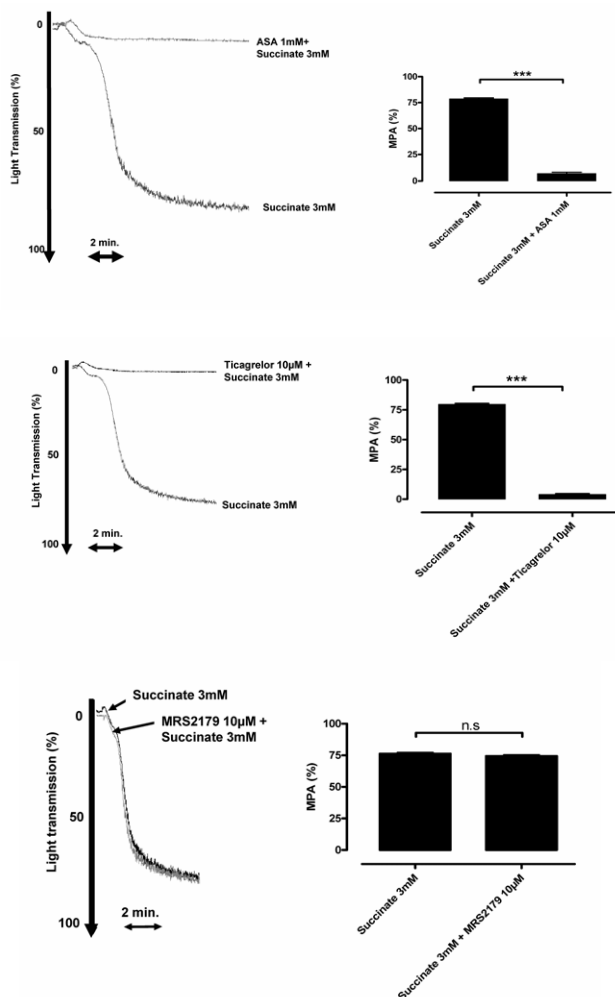 0
50
100
Light Transmission (%)
ASA 1mM+
Succinate 3mM
Succinate 3mM
2 min.
100
75
50
25
0
MPA (%)
***
Succinate 3mM
Succinate 3mM + ASA 1mM
0
50
100
Light Transmission (%)
Ticagrelor 10µM +
Succinate 3mM
Succinate 3mM
2 min.
100
75
50
25
0
MPA (%)
***
Succinate 3mM
Succinate 3mM +Ticagrelor 10µM
0
50
100
Light transmission (%)
Succinate 3mM
MRS2179 10µM +
Succinate 3mM
2 min.
100
75
50
25
0
MPA (%)
n.s
Succinate 3mM
Succinate 3mM + MRS2179 10µM